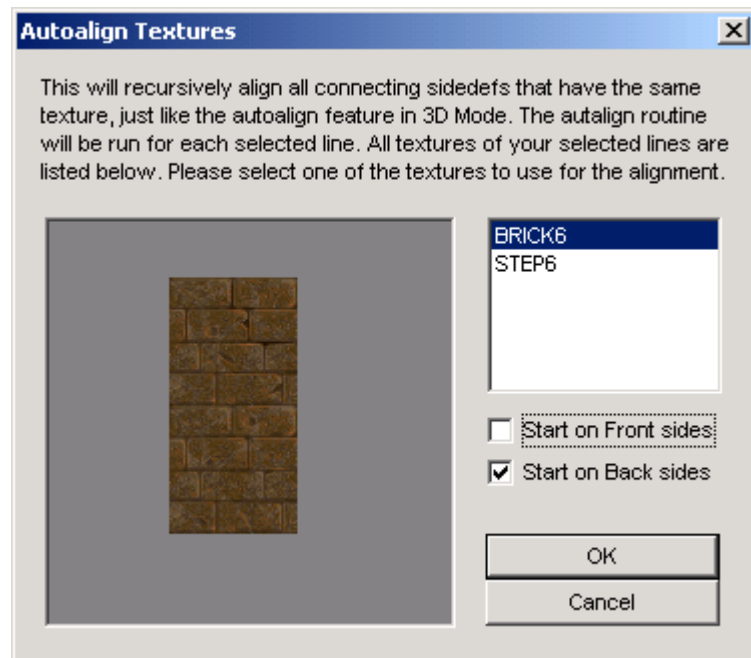 Autoalign Textures
This will recursively align all connecting sidedefs that have the same
texture, just like the autoalign feature in 3D Mode. The autalign routine
will be run for each selected line. All textures of your selected lines are
listed below. Please select one of the textures to use for the alignment.
BRICK6
STEP6
Start on Front sides
Start on Back sides
OK
Cancel